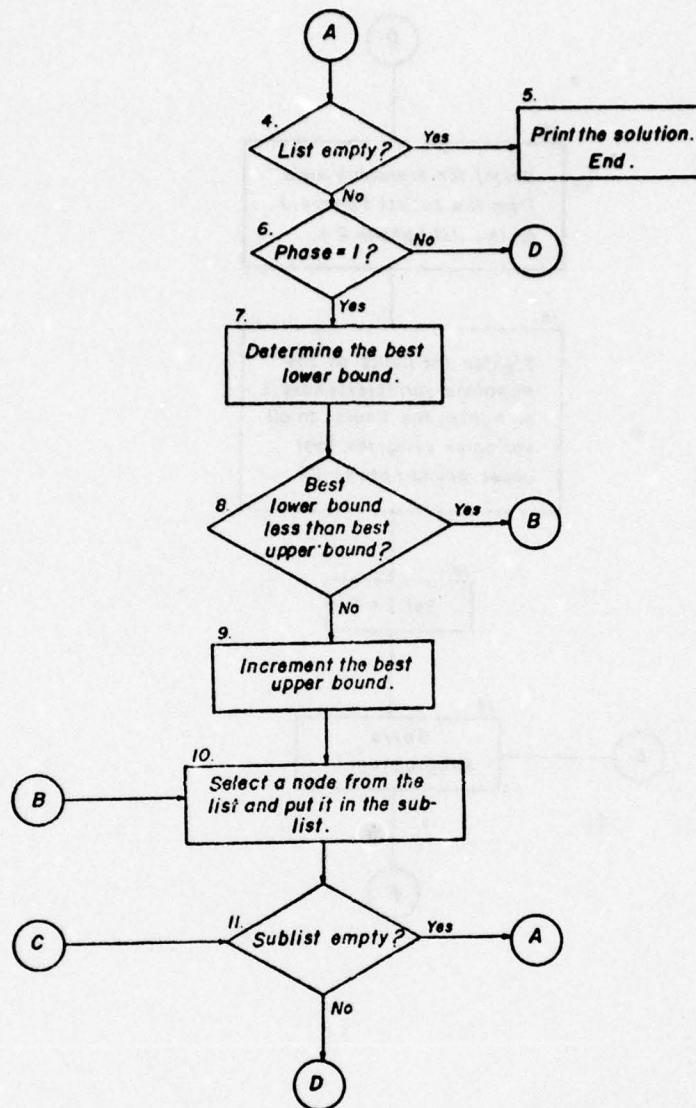 A
4.
List empty?
Yes
5.
Print the solution.
End.
No
6.
Phase = 1?
No
D
Yes
7.
Determine the best
lower bound.
8.
Best
lower bound
less than best
upper bound?
Yes
B
No
9.
Increment the best
upper bound.
10.
B
Select a node from the
list and put it in the sub-
list.
11.
C
Sublist empty?
Yes
A
No
D